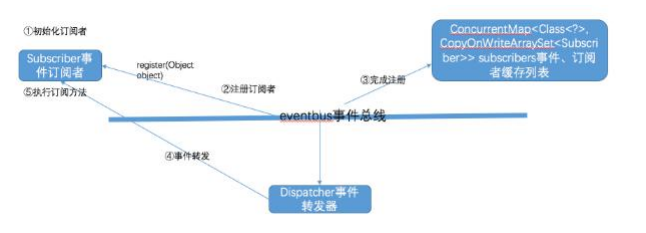 ①初始化订阅者
Subscriber事
件订阅者
⑤执行订阅方法
register(Object
object)
②注册订阅者
③完成注册
ConcurrentMap<Class<?>,
CopyOnWriteArraySet<Subscri
ber>> subscribers事件、订阅
者缓存列表
eventbus事件总线
④事件转发
Dispatcher事件
转发器